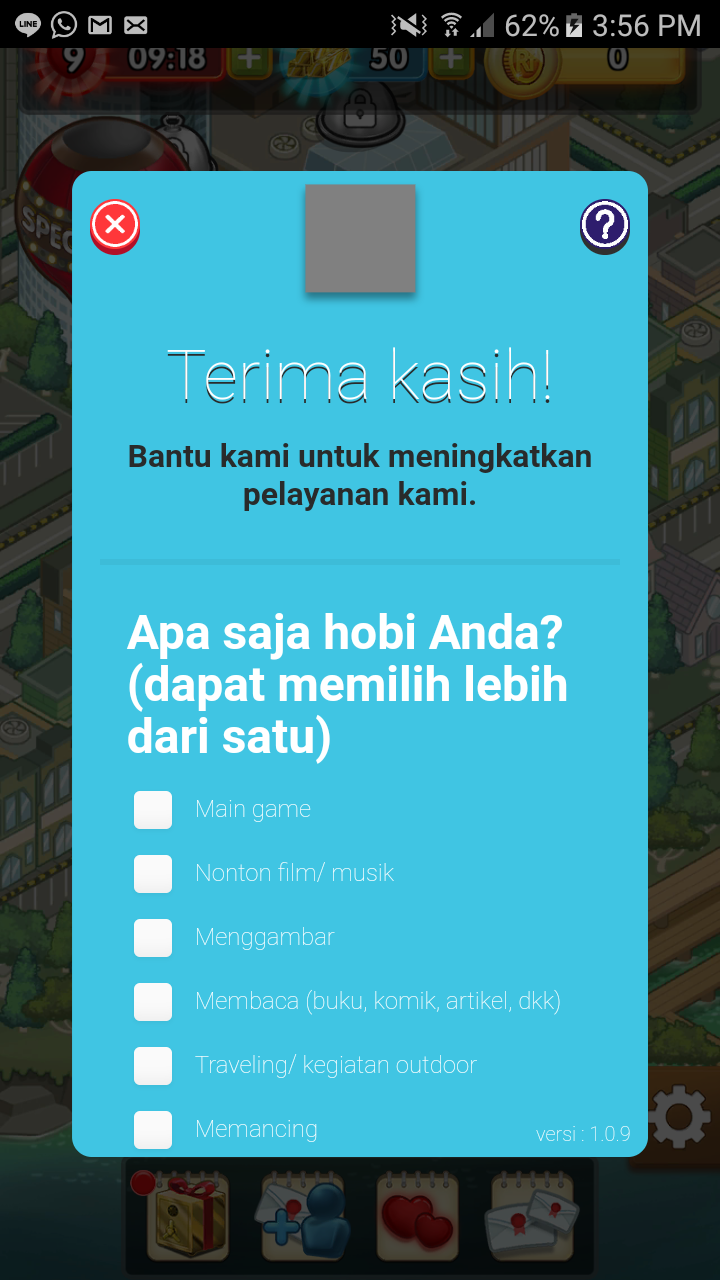 LINE
62% 3:56 PM
9 09:18 50 0
SPEC
Terima kasih!
Bantu kami untuk meningkatkan
pelayanan kami.
Apa saja hobi Anda?
(dapat memilih lebih
dari satu)
Main game
Nonton film/ musik
Menggambar
Membaca (buku, komik, artikel, dkk)
Traveling/ kegiatan outdoor
Memancing
versi : 1.0.9